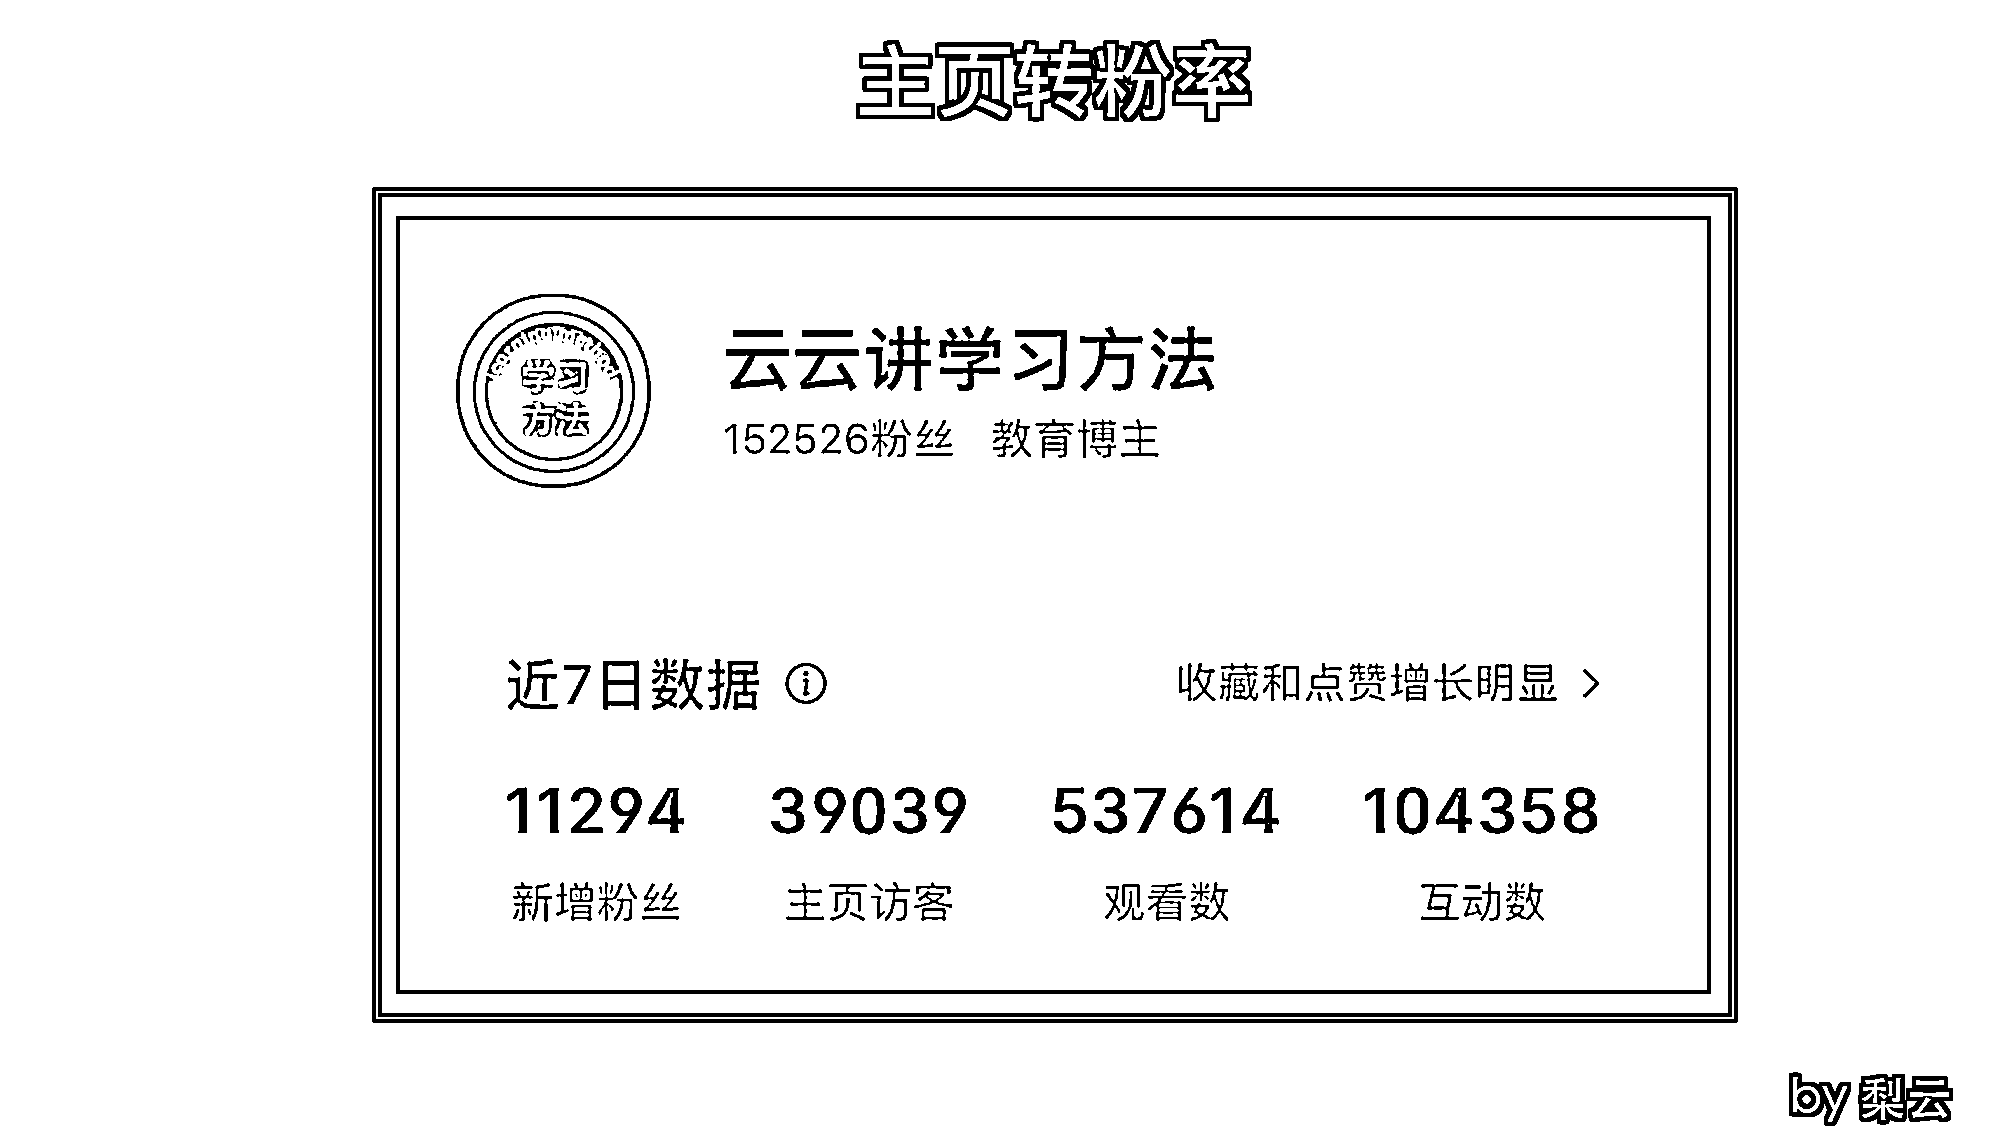 主页转粉率
学习
方法
云云讲学习方法
152526粉丝 教育博主
近7日数据
收藏和点赞增长明显 >
11294 39039 537614 104358
新增粉丝 主页访客 观看数 互动数
by 梨云